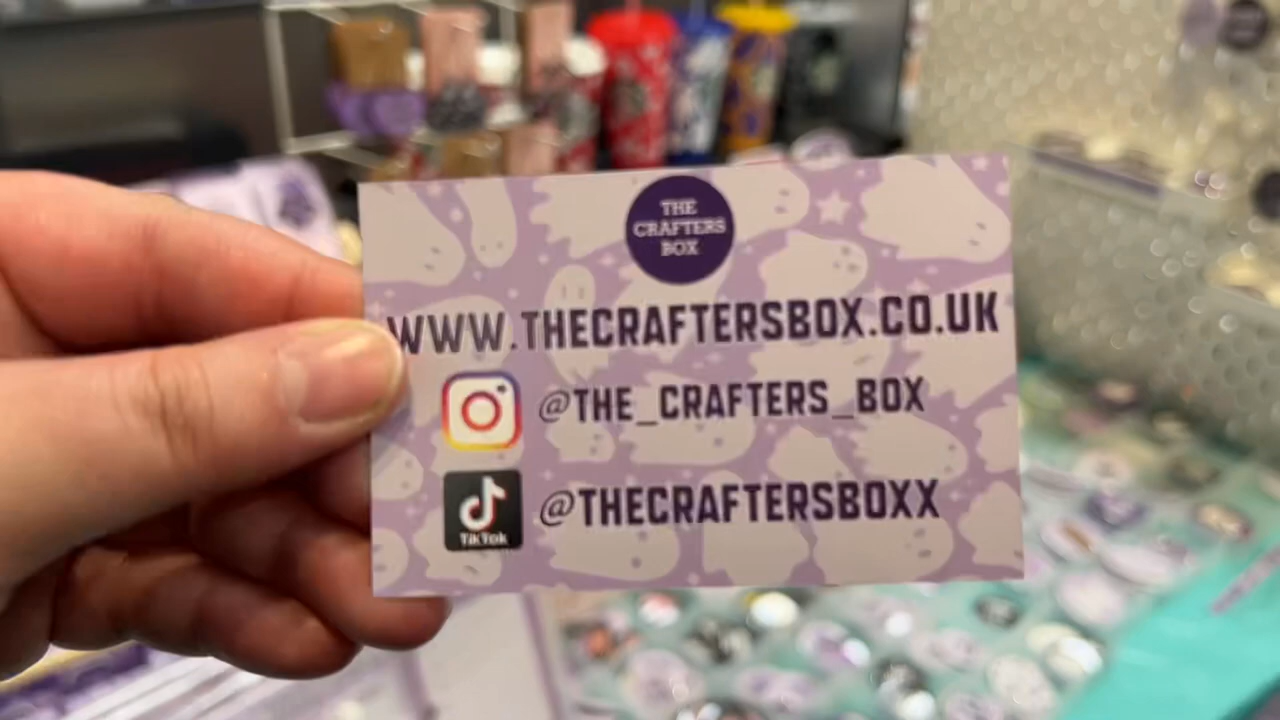 THE
CRAFTERS
BOX
WWW.THECRAFTERSBOX.CO.UK
@THE_CRAFTERS_BOX
TikTok
@THECRAFTERSBOXX